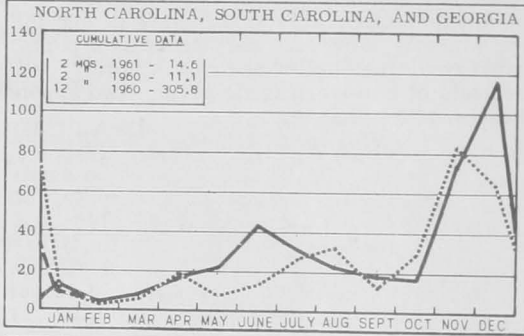 NORTH CAROLINA, SOUTH CAROLINA, AND GEORGIA
140
120
100
80
60
40
20
0
CUMULATIVE DATA
2 MOS. 1961 - 14.6
2 " 1960 - 11.1
12 " 1960 - 305.8
JAN FEB MAR APR MAY JUNE JULY AUG SEPT OCT NOV DEC